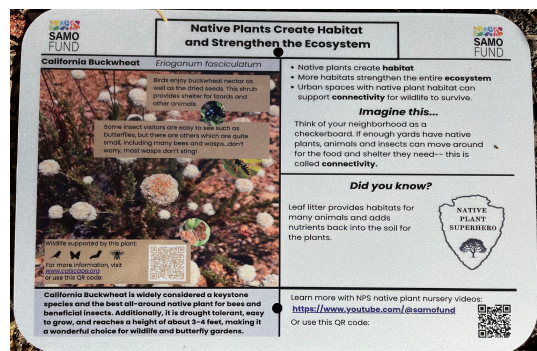 SAMO
FUND
Native Plants Create Habitat
and Strengthen the Ecosystem
SAMO
FUND
California Buckwheat
Eriogonum fasciculatum
Birds enjoy buckwheat nectar as
well as the dried seeds. This shrub
provides shelter for lizards and
other animals.
Some insect visitors are easy to see such as
butterflies, but there are others which are quite
small, including many bees and wasps...don't
worry, most wasps don't sting!
Wildlife supported by this plant:
For more information, visit
www.calscape.org
or use this QR code:
California Buckwheat is widely considered a keystone
species and the best all-around native plant for bees and
beneficial insects. Additionally, it is drought tolerant, easy
to grow, and reaches a height of about 3-4 feet, making it
a wonderful choice for wildlife and butterfly gardens.
• Native plants create habitat
• More habitats strengthen the entire ecosystem
• Urban spaces with native plant habitat can
support connectivity for wildlife to survive.
Imagine this...
Think of your neighborhood as a
checkerboard. If enough yards have native
plants, animals and insects can move around
for the food and shelter they need-- this is
called connectivity.
Did you know?
Leaf litter provides habitats for
many animals and adds
nutrients back into the soil for
the plants.
NATIVE
PLANT
SUPERHERO
Learn more with NPS native plant nursery videos:
https://www.youtube.com/@samofund
Or use this QR code: